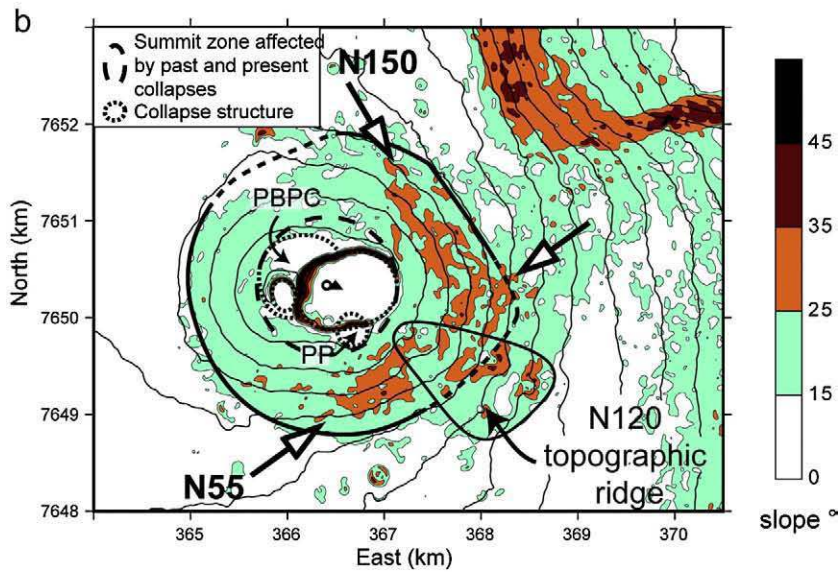 b
Summit zone affected
by past and present
collapses
Collapse structure
N150
PBPC
PP
N55
N120
topographic
ridge
North (km)
7652
7651
7650
7649
7648
366
367
368
369
370
365
East (km)
45
35
25
15
0
slope °